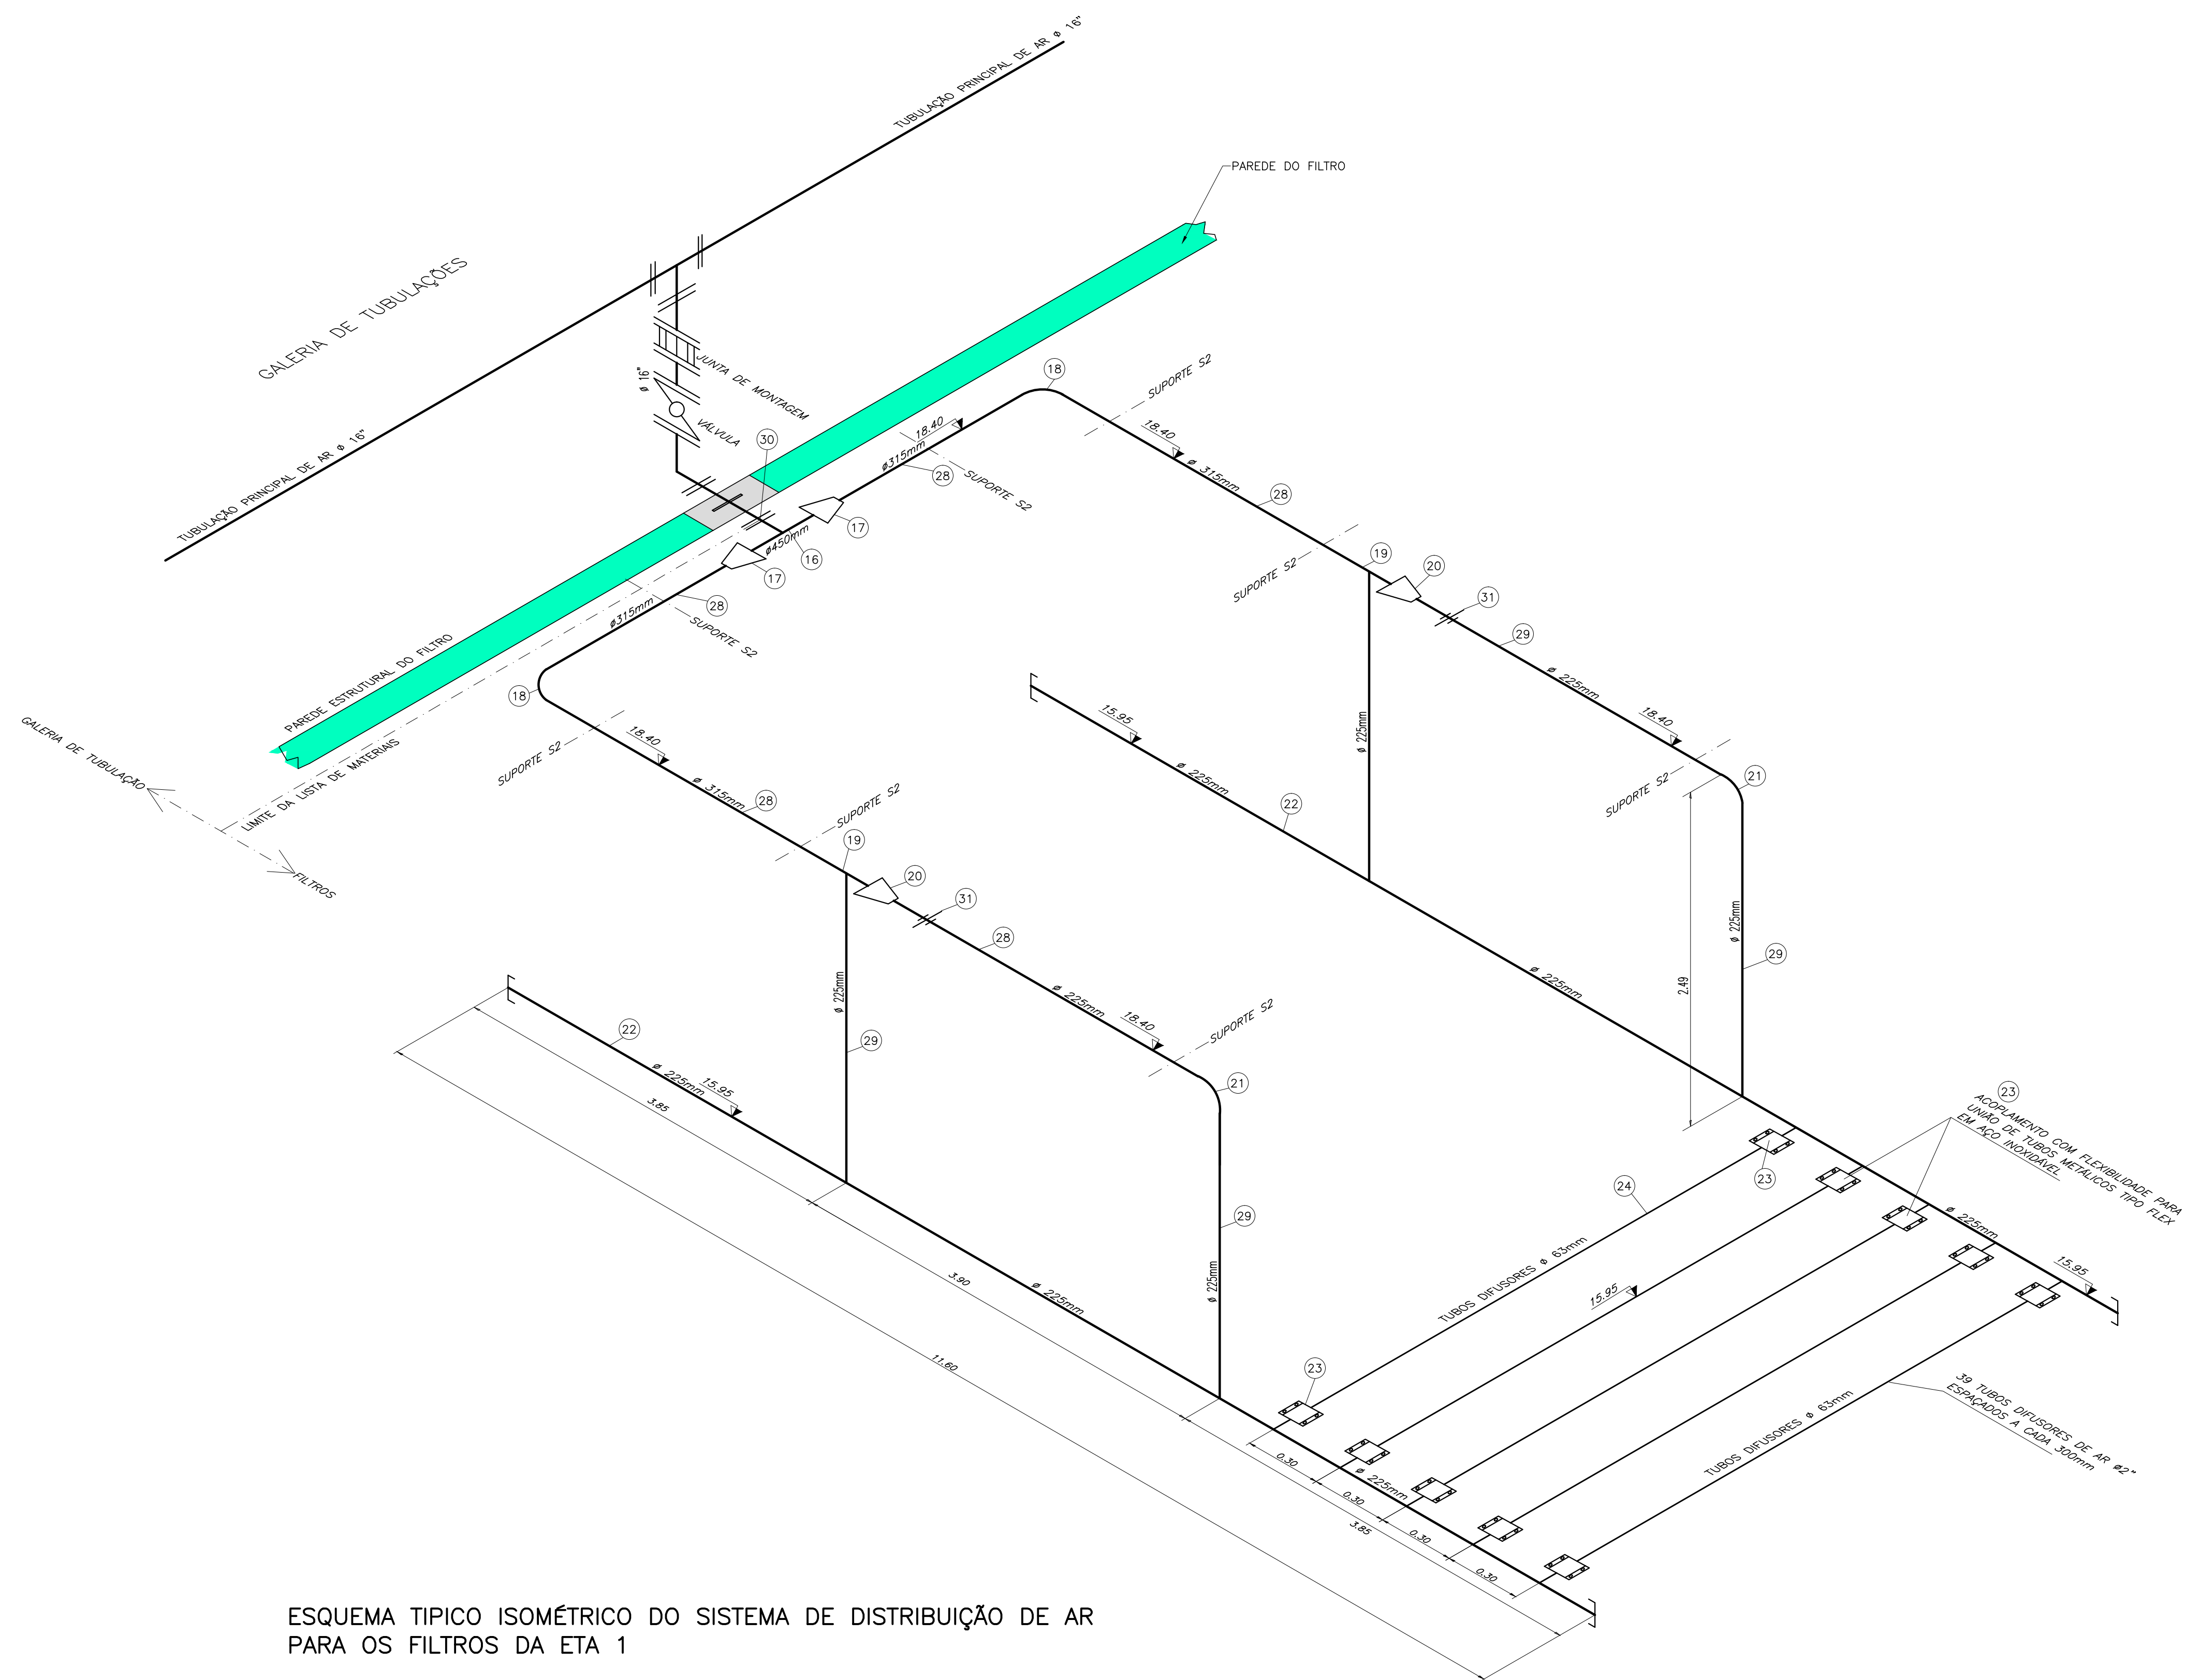 TUBULAÇÃO PRINCIPAL DE AR ϕ 16"
PAREDE DO FILTRO
GALERIA DE TUBULAÇÕES
JUNTA DE MONTAGEM
ø 16"
VÁLVULA
TUBULAÇÃO PRINCIPAL DE AR ϕ 16"
30
18
SUPORTE S2
18.40
18.40
ø315mm
28
SUPORTE S2
ø 315mm
28
17
ø450mm
16
17
28
ø315mm
SUPORTE S2
SUPORTE S2
19
20
31
29
ø 225mm
18.40
SUPORTE S2
21
PAREDE ESTRUTURAL DO FILTRO
LIMITE DA LISTA DE MATERIAIS
GALERIA DE TUBULAÇÃO
FILTROS
18
SUPORTE S2
18.40
ø 315mm
28
SUPORTE S2
15.95
ø 225mm
ø 225mm
22
19
20
31
28
ø 225mm
29
2.49
ø 225mm
ø 225mm
18.40
SUPORTE S2
21
22
ø 225mm
15.95
ø 225mm
29
3.85
3.90
11.60
ø 225mm
29
ø 225mm
23
ACOPLAMENTO COM FLEXIBILIDADE PARA
UNIÃO DE TUBOS METÁLICOS TIPO FLEX
EM AÇO INOXIDÁVEL
23
24
ø 225mm
15.95
TUBOS DIFUSORES ϕ 63mm
15.95
23
0.30
ø 225mm
0.30
3.85
0.30
0.30
TUBOS DIFUSORES ϕ 63mm
39 TUBOS DIFUSORES DE AR ø2"
ESPAÇADOS A CADA 300mm
ESQUEMA TIPICO ISOMÉTRICO DO SISTEMA DE DISTRIBUIÇÃO DE AR
PARA OS FILTROS DA ETA 1